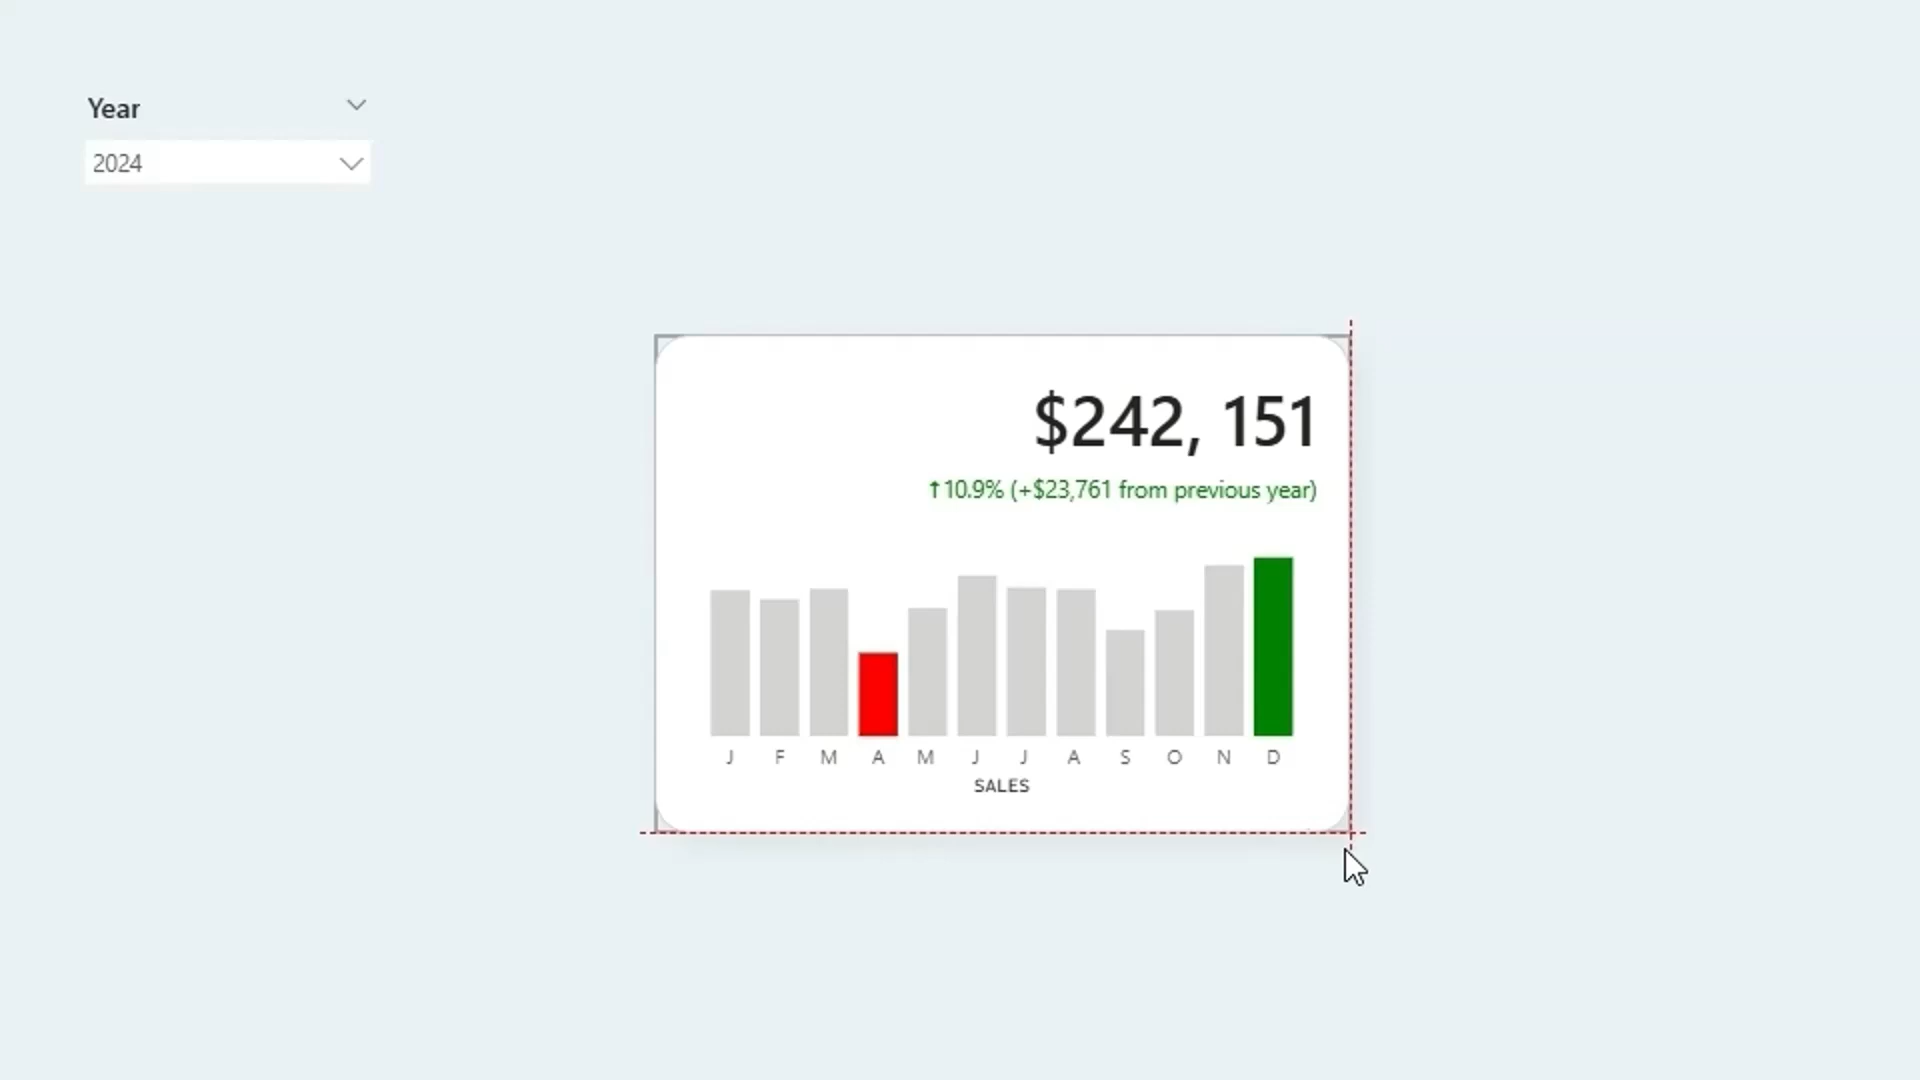 Year
2024
$242, 151
↑10.9% (+$23,761 from previous year)
J F M A M J J A S O N D
SALES